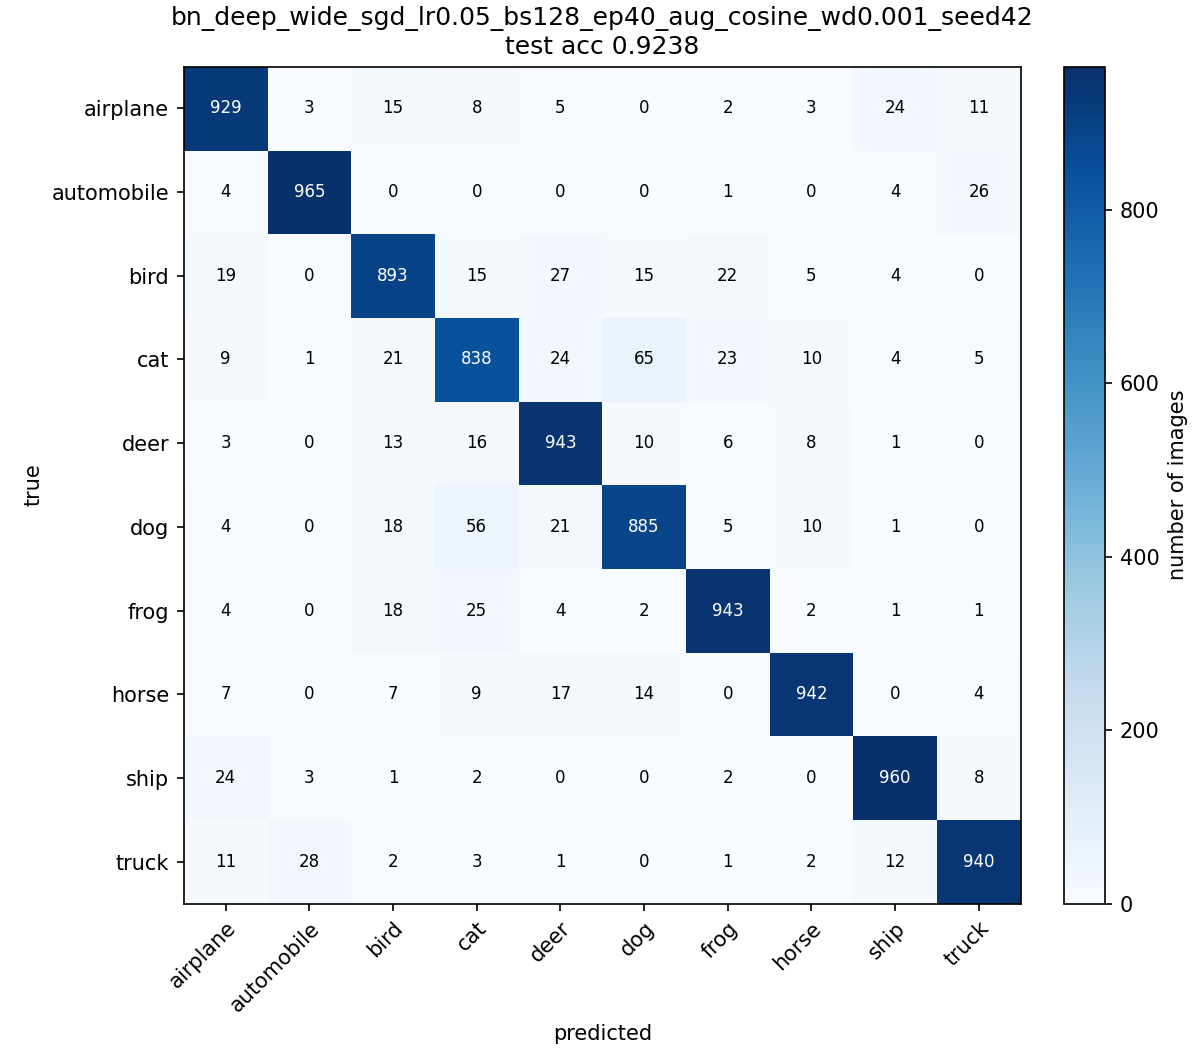 bn_deep_wide_sgd_lr0.05_bs128_ep40_aug_cosine_wd0.001_seed42
test acc 0.9238
airplane 929 3 15 8 5 0 2 3 24 11
automobile 4 965 0 0 0 0 1 0 4 26
bird 19 0 893 15 27 15 22 5 4 0
cat 9 1 21 838 24 65 23 10 4 5
deer 3 0 13 16 943 10 6 8 1 0
dog 4 0 18 56 21 885 5 10 1 0
frog 4 0 18 25 4 2 943 2 1 1
horse 7 0 7 9 17 14 0 942 0 4
ship 24 3 1 2 0 0 2 0 960 8
truck 11 28 2 3 1 0 1 2 12 940
airplane automobile bird cat deer dog frog horse ship truck
predicted
true
800
600
400
200
0
number of images